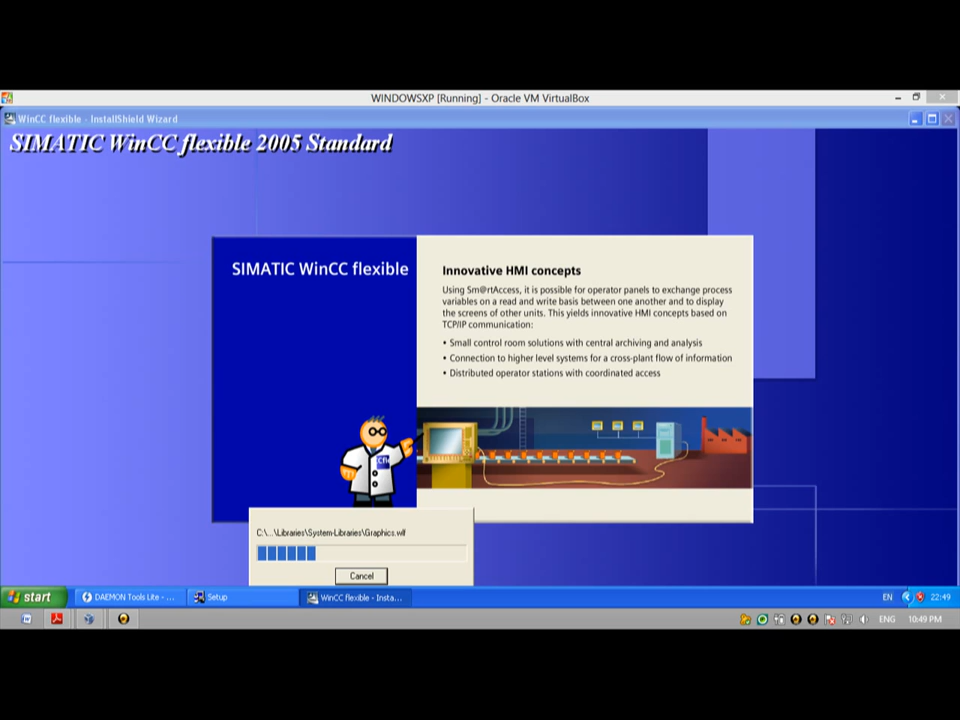 WINDOWSXP [Running] - Oracle VM VirtualBox
WinCC flexible - InstallShield Wizard
SIMATIC WinCC flexible 2005 Standard
SIMATIC WinCC flexible
Innovative HMI concepts
Using Sm@rtAccess, it is possible for operator panels to exchange process
variables on a read and write basis between one another and to display
the screens of other units. This yields innovative HMI concepts based on
TCP/IP communication:
• Small control room solutions with central archiving and analysis
• Connection to higher level systems for a cross-plant flow of information
• Distributed operator stations with coordinated access
C:\...\Libraries\System-Libraries\Graphics.wlf
Cancel
start
DAEMON Tools Lite - ...
Setup
WinCC flexible - Insta...
EN
22:49
ENG
10:49 PM